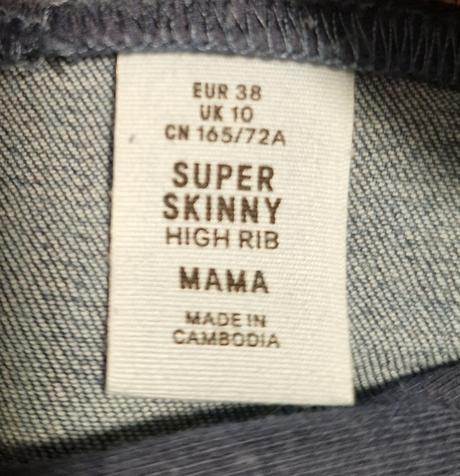 EUR 38
UK 10
CN 165/72A
SUPER
SKINNY
HIGH RIB
MAMA
MADE IN
CAMBODIA